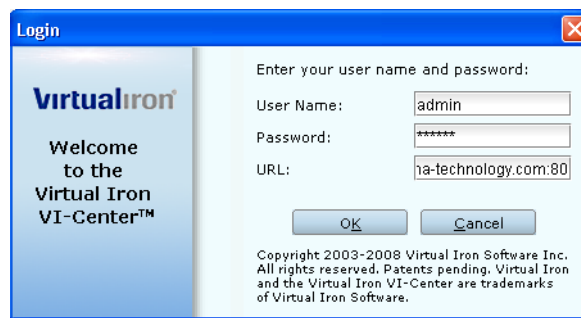 Login
Enter your user name and password:
VirtualIron
User Name:
admin
Password:
******
URL:
na-technology.com:80
Welcome
to the
Virtual Iron
VI-Center™
OK
Cancel
Copyright 2003-2008 Virtual Iron Software Inc.
All rights reserved. Patents pending. Virtual Iron
and the Virtual Iron VI-Center are trademarks
of Virtual Iron Software.